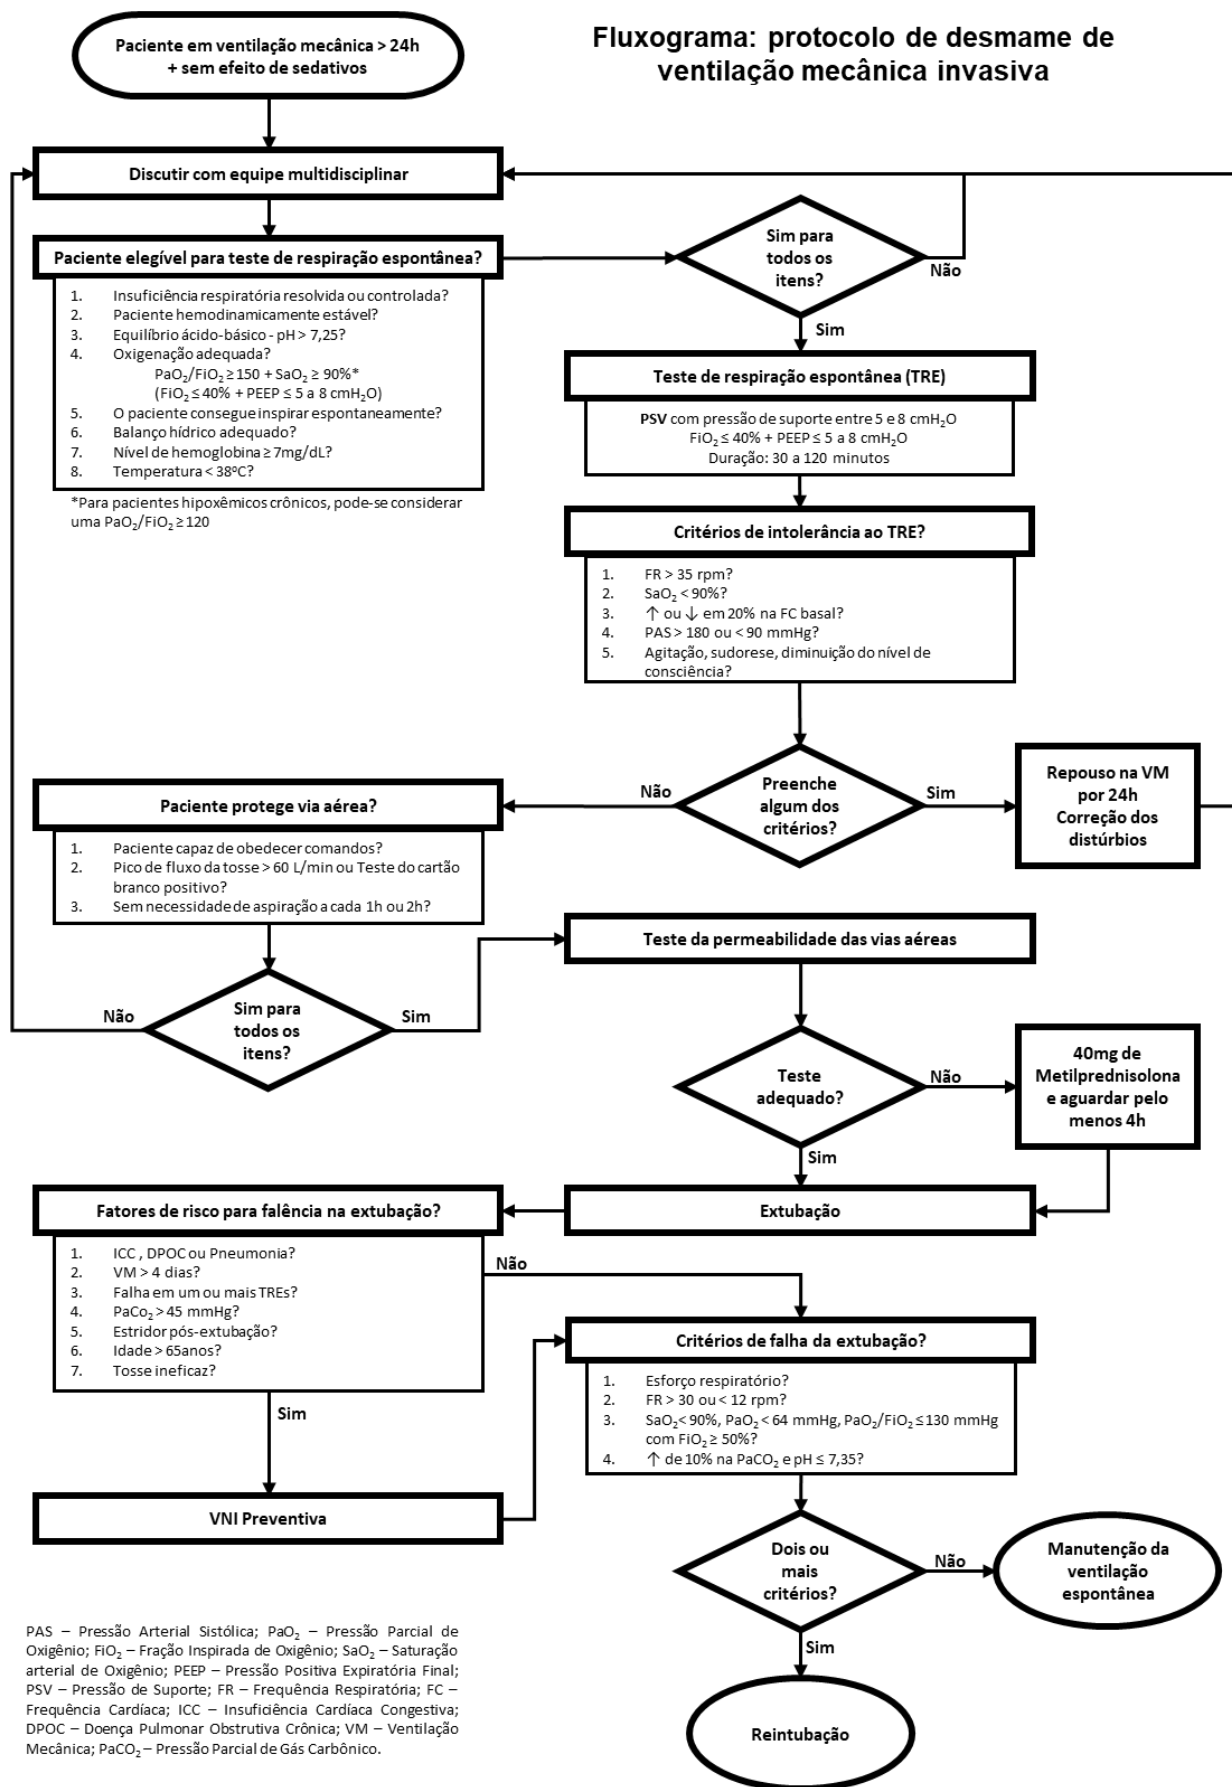 Fluxograma: protocolo de desmame de
ventilação mecânica invasiva
Paciente em ventilação mecânica > 24h
+ sem efeito de sedativos
Discutir com equipe multidisciplinar
Paciente elegível para teste de respiração espontânea?
1. Insuficiência respiratória resolvida ou controlada?
2. Paciente hemodinamicamente estável?
3. Equilíbrio ácido-básico - pH > 7,25?
4. Oxigenação adequada?
PaO₂/FiO₂ ≥ 150 + SaO₂ ≥ 90%*
(FiO₂ ≤ 40% + PEEP ≤ 5 a 8 cmH₂O)
5. O paciente consegue inspirar espontaneamente?
6. Balanço hídrico adequado?
7. Nível de hemoglobina ≥ 7mg/dL?
8. Temperatura < 38ºC?
*Para pacientes hipoxêmicos crônicos, pode-se considerar
uma PaO₂/FiO₂ ≥ 120
Sim para
todos os
itens?
Não
Sim
Teste de respiração espontânea (TRE)
PSV com pressão de suporte entre 5 e 8 cmH₂O
FiO₂ ≤ 40% + PEEP ≤ 5 a 8 cmH₂O
Duração: 30 a 120 minutos
Critérios de intolerância ao TRE?
1. FR > 35 rpm?
2. SaO₂ < 90%?
3. ↑ ou ↓ em 20% na FC basal?
4. PAS > 180 ou < 90 mmHg?
5. Agitação, sudorese, diminuição do nível de
consciência?
Preenche
algum dos
critérios?
Não
Sim
Repouso na VM
por 24h
Correção dos
distúrbios
Paciente protege via aérea?
1. Paciente capaz de obedecer comandos?
2. Pico de fluxo da tosse > 60 L/min ou Teste do cartão
branco positivo?
3. Sem necessidade de aspiração a cada 1h ou 2h?
Sim para
todos os
itens?
Não
Sim
Teste da permeabilidade das vias aéreas
Teste
adequado?
Não
Sim
40mg de
Metilprednisolona
e aguardar pelo
menos 4h
Extubação
Fatores de risco para falência na extubação?
1. ICC , DPOC ou Pneumonia?
2. VM > 4 dias?
3. Falha em um ou mais TREs?
4. PaCo₂ > 45 mmHg?
5. Estridor pós-extubação?
6. Idade > 65anos?
7. Tosse ineficaz?
Não
Sim
VNI Preventiva
Critérios de falha da extubação?
1. Esforço respiratório?
2. FR > 30 ou < 12 rpm?
3. SaO₂ < 90%, PaO₂ < 64 mmHg, PaO₂/FiO₂ ≤ 130 mmHg
com FiO₂ ≥ 50%?
4. ↑ de 10% na PaCO₂ e pH ≤ 7,35?
Dois ou
mais
critérios?
Não
Sim
Manutenção da
ventilação
espontânea
Reintubação
PAS – Pressão Arterial Sistólica; PaO₂ – Pressão Parcial de
Oxigênio; FiO₂ – Fração Inspirada de Oxigênio; SaO₂ – Saturação
arterial de Oxigênio; PEEP – Pressão Positiva Expiratória Final;
PSV – Pressão de Suporte; FR – Frequência Respiratória; FC –
Frequência Cardíaca; ICC – Insuficiência Cardíaca Congestiva;
DPOC – Doença Pulmonar Obstrutiva Crônica; VM – Ventilação
Mecânica; PaCO₂ – Pressão Parcial de Gás Carbônico.